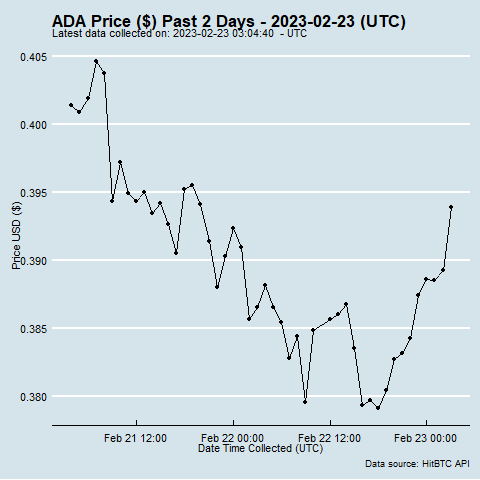 ADA Price ($) Past 2 Days - 2023-02-23 (UTC)
Latest data collected on: 2023-02-23 03:04:40 - UTC
0.405
0.400
0.395
0.390
0.385
0.380
Price USD ($)
Feb 21 12:00 Feb 22 00:00 Feb 22 12:00 Feb 23 00:00
Date Time Collected (UTC)
Data source: HitBTC API